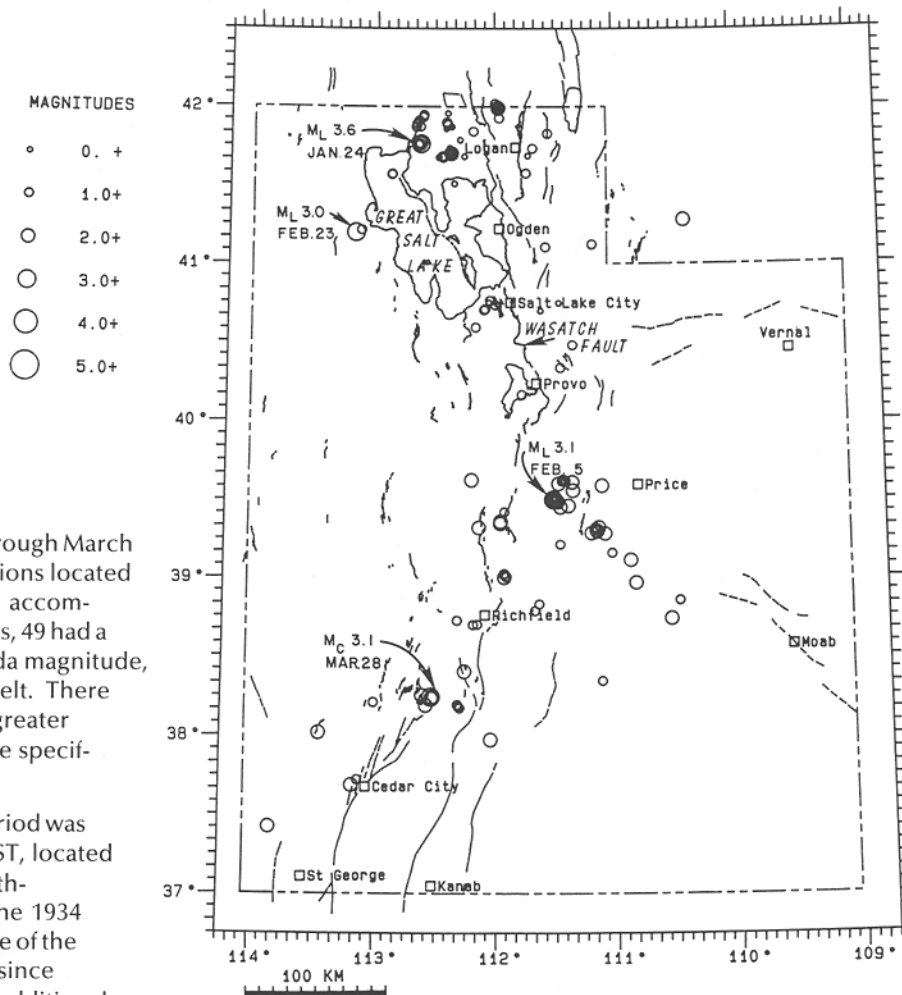 MAGNITUDES
0. +
1.0+
2.0+
3.0+
4.0+
5.0+
rough March
ions located
accom-
s, 49 had a
da magnitude,
elt. There
greater
e specif-
riod was
ST, located
th-
ne 1934
e of the
since
dditional
42°
41°
40°
39°
38°
37°
ML 3.6
JAN.24
Logan
ML 3.0
FEB.23
GREAT
SALT
LAKE
Ogden
Salt Lake City
WASATCH
FAULT
Vernal
Provo
ML 3.1
FEB. 5
Price
Richfield
Moab
MC 3.1
MAR.28
Cedar City
St George
Kanab
114°
113°
112°
111°
110°
109°
100 KM